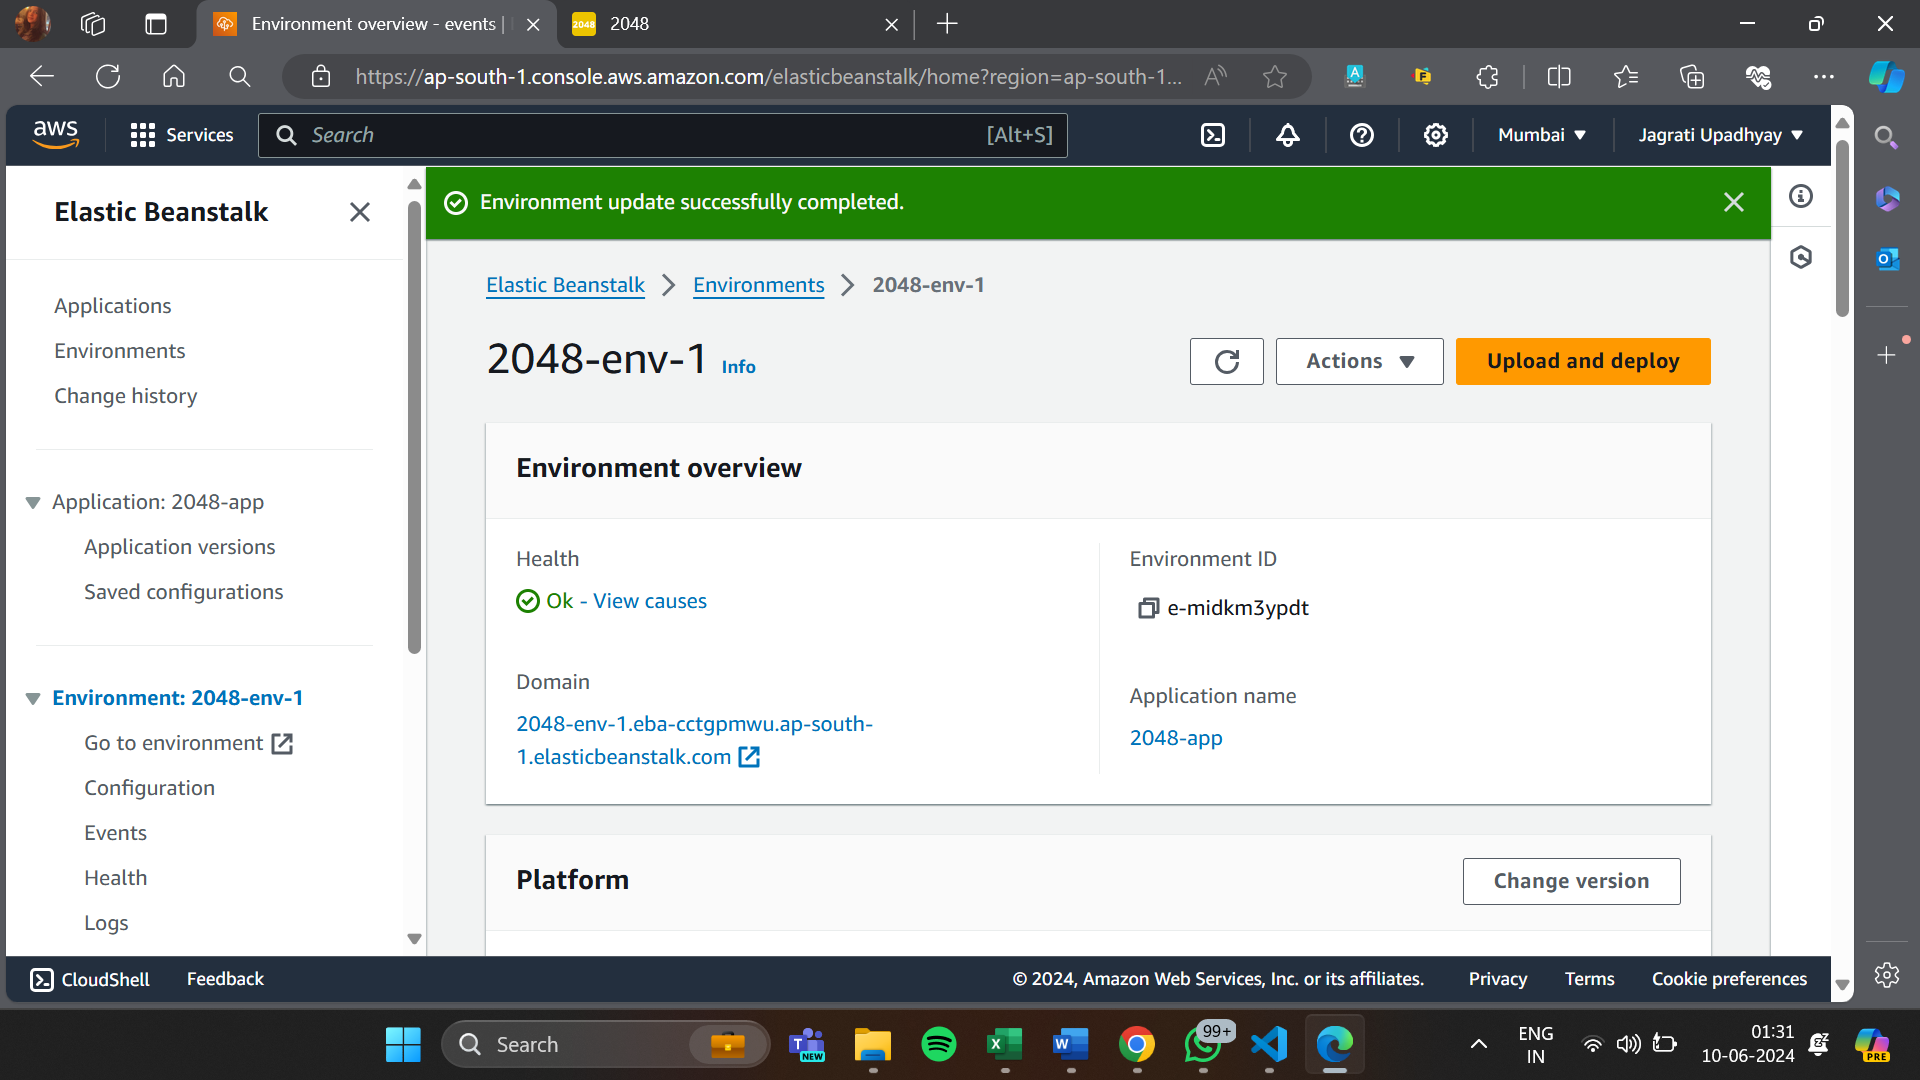 Environment overview - events |
2048
2048
https://ap-south-1.console.aws.amazon.com/elasticbeanstalk/home?region=ap-south-1...
aws
Services
Search
[Alt+S]
Mumbai
Jagrati Upadhyay
Elastic Beanstalk
Applications
Environments
Change history
Application: 2048-app
Application versions
Saved configurations
Environment: 2048-env-1
Go to environment
Configuration
Events
Health
Logs
Environment update successfully completed.
Elastic Beanstalk
Environments
2048-env-1
2048-env-1 Info
Actions
Upload and deploy
Environment overview
Health
Ok - View causes
Domain
2048-env-1.eba-cctgpmwu.ap-south-
1.elasticbeanstalk.com
Environment ID
e-midkm3ypdt
Application name
2048-app
Platform
Change version
CloudShell
Feedback
© 2024, Amazon Web Services, Inc. or its affiliates.
Privacy
Terms
Cookie preferences
Search
NEW
99+
ENG
IN
01:31
10-06-2024
PRE